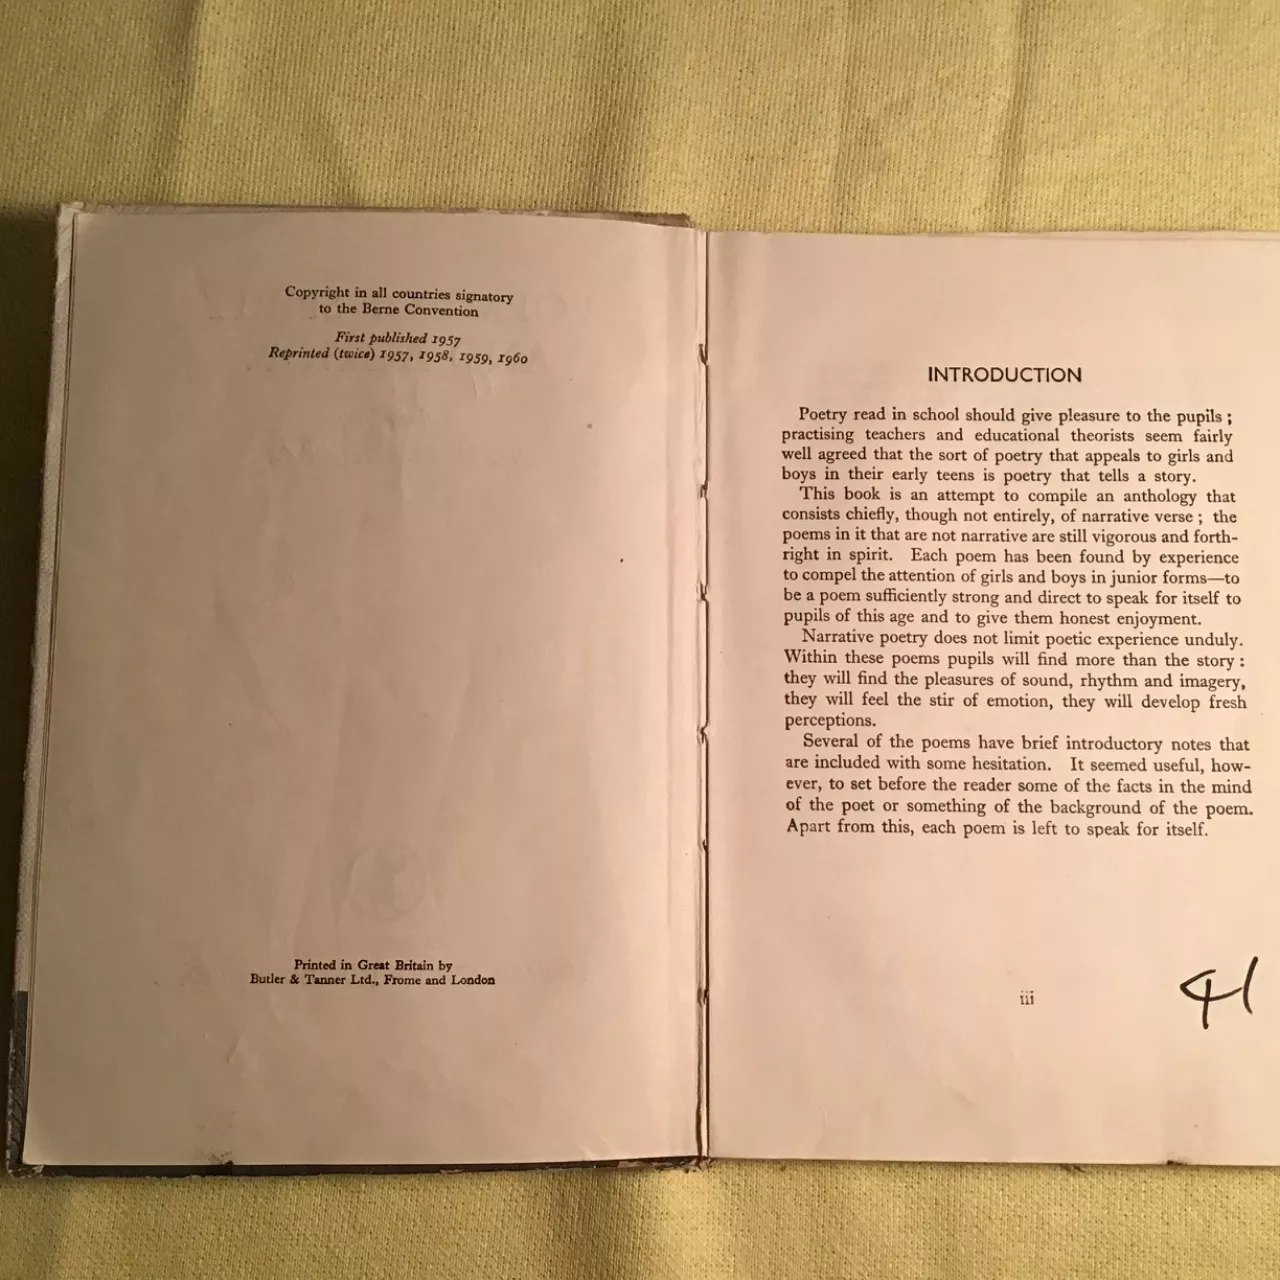 Copyright in all countries signatory
to the Berne Convention
First published 1957
Reprinted (twice) 1957, 1958, 1959, 1960
Printed in Great Britain by
Butler & Tanner Ltd., Frome and London
INTRODUCTION
Poetry read in school should give pleasure to the pupils ;
practising teachers and educational theorists seem fairly
well agreed that the sort of poetry that appeals to girls and
boys in their early teens is poetry that tells a story.
This book is an attempt to compile an anthology that
consists chiefly, though not entirely, of narrative verse ; the
poems in it that are not narrative are still vigorous and forth-
right in spirit. Each poem has been found by experience
to compel the attention of girls and boys in junior forms—to
be a poem sufficiently strong and direct to speak for itself to
pupils of this age and to give them honest enjoyment.
Narrative poetry does not limit poetic experience unduly.
Within these poems pupils will find more than the story :
they will find the pleasures of sound, rhythm and imagery,
they will feel the stir of emotion, they will develop fresh
perceptions.
Several of the poems have brief introductory notes that
are included with some hesitation. It seemed useful, how-
ever, to set before the reader some of the facts in the mind
of the poet or something of the background of the poem.
Apart from this, each poem is left to speak for itself.
iii
41